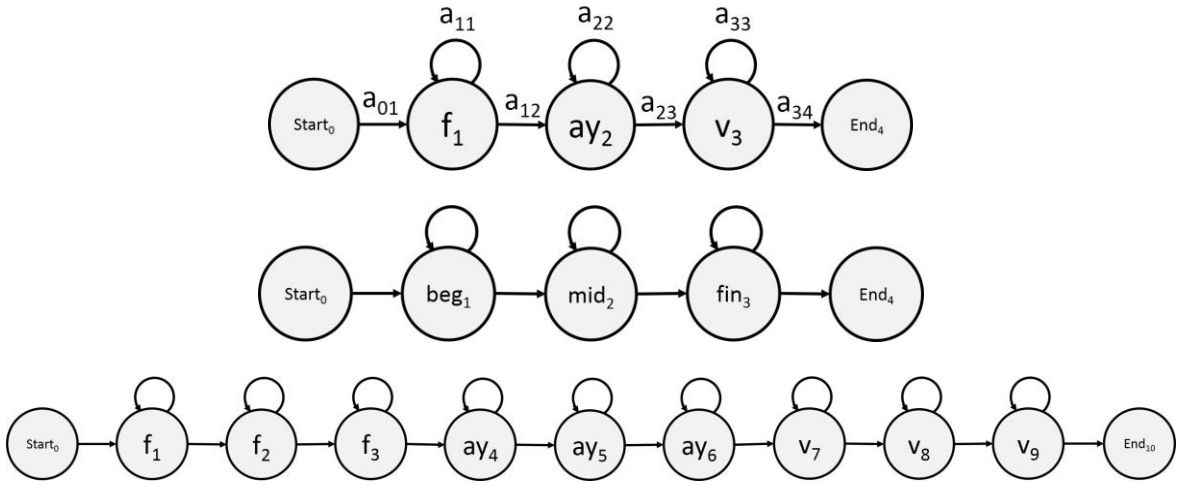 a₁₁ a₂₂ a₃₃
a₀₁ a₁₂ a₂₃ a₃₄
Start₀ f₁ ay₂ v₃ End₄
Start₀ beg₁ mid₂ fin₃ End₄
Start₀ f₁ f₂ f₃ ay₄ ay₅ ay₆ v₇ v₈ v₉ End₁₀